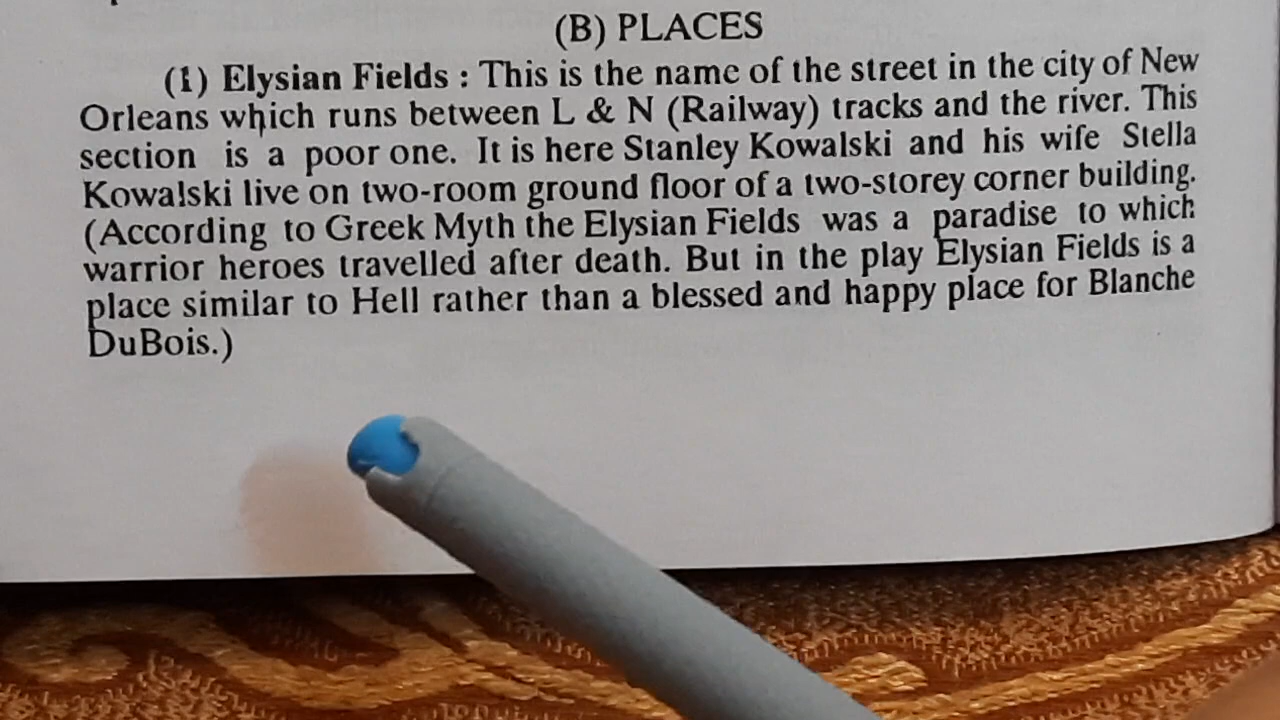 (B) PLACES
(1) Elysian Fields : This is the name of the street in the city of New
Orleans which runs between L & N (Railway) tracks and the river. This
section is a poor one. It is here Stanley Kowalski and his wife Stella
Kowalski live on two-room ground floor of a two-storey corner building.
(According to Greek Myth the Elysian Fields was a paradise to which
warrior heroes travelled after death. But in the play Elysian Fields is a
place similar to Hell rather than a blessed and happy place for Blanche
DuBois.)